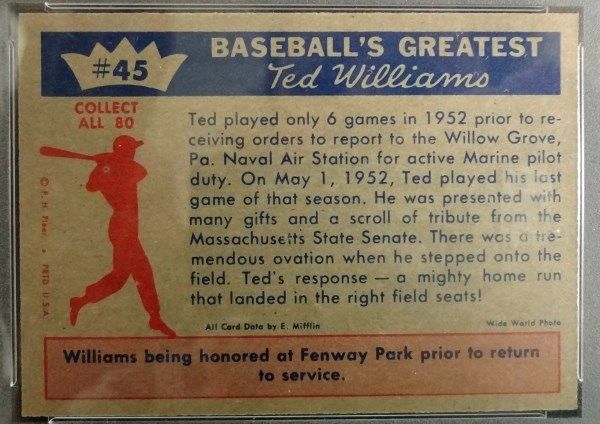 #45
BASEBALL'S GREATEST
Ted Williams
COLLECT
ALL 80
Ted played only 6 games in 1952 prior to re-
ceiving orders to report to the Willow Grove,
Pa. Naval Air Station for active Marine pilot
duty. On May 1, 1952, Ted played his last
game of that season. He was presented with
many gifts and a scroll of tribute from the
Massachusetts State Senate. There was a tre-
mendous ovation when he stepped onto the
field. Ted's response — a mighty home run
that landed in the right field seats!
© F. H. Fleer • PRTD U.S.A.
All Card Data by E. Mifflin
Wide World Photo
Williams being honored at Fenway Park prior to return
to service.